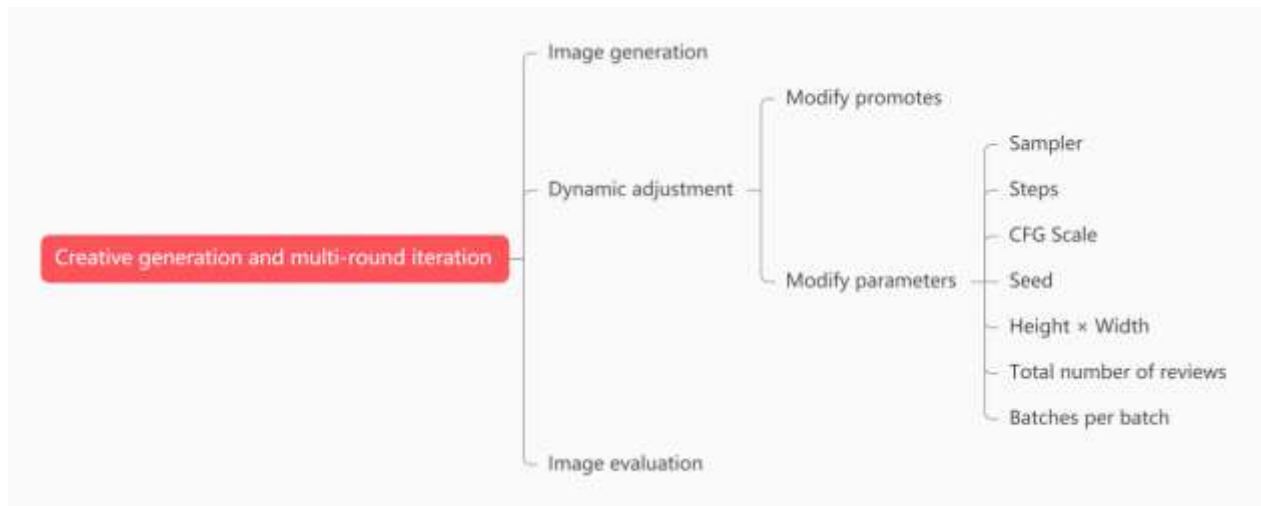 Image generation
Modify promotes
Sampler
Dynamic adjustment
Steps
CFG Scale
Creative generation and multi-round iteration
Modify parameters
Seed
Height × Width
Total number of reviews
Batches per batch
Image evaluation